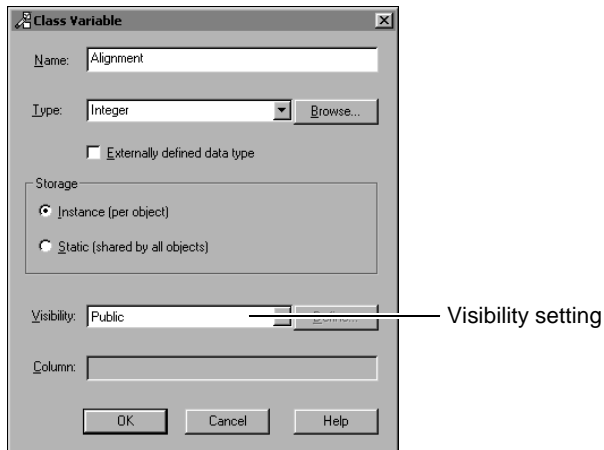 Class Variable
Name: Alignment
Type: Integer Browse...
Externally defined data type
Storage
Instance (per object)
Static (shared by all objects)
Visibility: Public Define... Visibility setting
Column:
OK Cancel Help